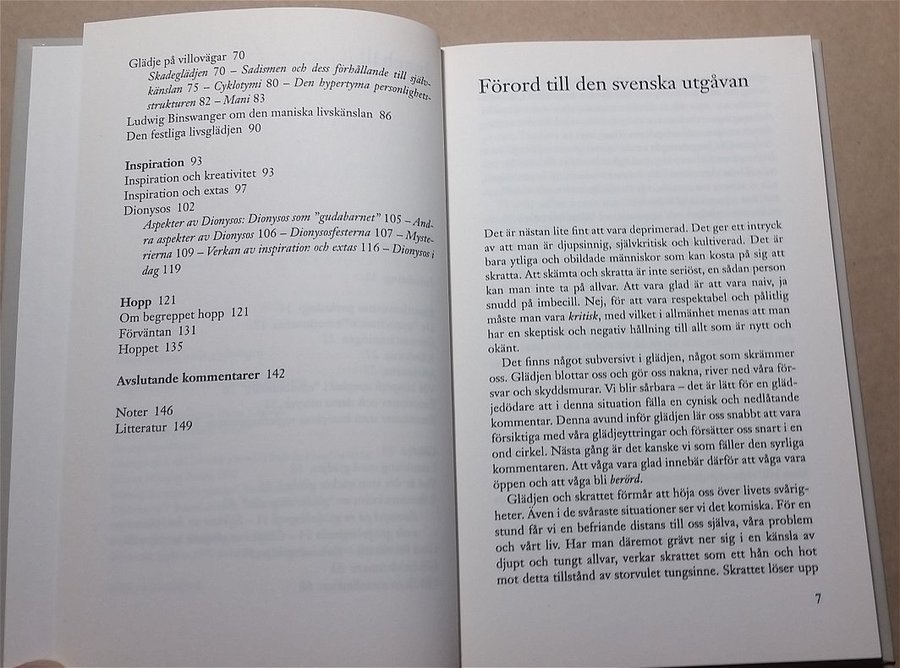 Glädje på villovägar 70
Skadeglädjen 70 – Sadismen och dess förhållande till själv-
känslan 75 – Cyklotymi 80 – Den hypertyma personlighets-
strukturen 82 – Mani 83
Ludwig Binswanger om den maniska livskänslan 86
Den festliga livsglädjen 90
Inspiration 93
Inspiration och kreativitet 93
Inspiration och extas 97
Dionysos 102
Aspekter av Dionysos: Dionysos som "gudabarnet" 105 – And-
ra aspekter av Dionysos 106 – Dionysosfesterna 107 – Myste-
rierna 109 – Verkan av inspiration och extas 116 – Dionysos i
dag 119
Hopp 121
Om begreppet hopp 121
Förväntan 131
Hoppet 135
Avslutande kommentarer 142
Noter 146
Litteratur 149
Förord till den svenska utgåvan
Det är nästan lite fint att vara deprimerad. Det ger ett intryck
av att man är djupsinnig, självkritisk och kultiverad. Det är
bara ytliga och obildade människor som kan kosta på sig att
skratta. Att skämta och skratta är inte seriöst, en sådan person
kan man inte ta på allvar. Att vara glad är att vara naiv, ja
snudd på imbecill. Nej, för att vara respektabel och pålitlig
måste man vara kritisk, med vilket i allmänhet menas att man
har en skeptisk och negativ hållning till allt som är nytt och
okänt.
Det finns något subversivt i glädjen, något som skrämmer
oss. Glädjen blottar oss och gör oss nakna, river ned våra för-
svar och skyddsmurar. Vi blir sårbara – det är lätt för en gläd-
jedödare att i denna situation fälla en cynisk och nedlåtande
kommentar. Denna avund inför glädjen lär oss snabbt att vara
försiktiga med våra glädjeyttringar och försätter oss snart i en
ond cirkel. Nästa gång är det kanske vi som fäller den syrliga
kommentaren. Att våga vara glad innebär därför att våga vara
öppen och att våga bli berörd.
Glädjen och skrattet förmår att höja oss över livets svårig-
heter. Även i de svåraste situationer ser vi det komiska. För en
stund får vi en befriande distans till oss själva, våra problem
och vårt liv. Har man däremot grävt ner sig i en känsla av
djupt och tungt allvar, verkar skrattet som ett hån och hot
mot detta tillstånd av storvulet tungsinne. Skrattet löser upp
7